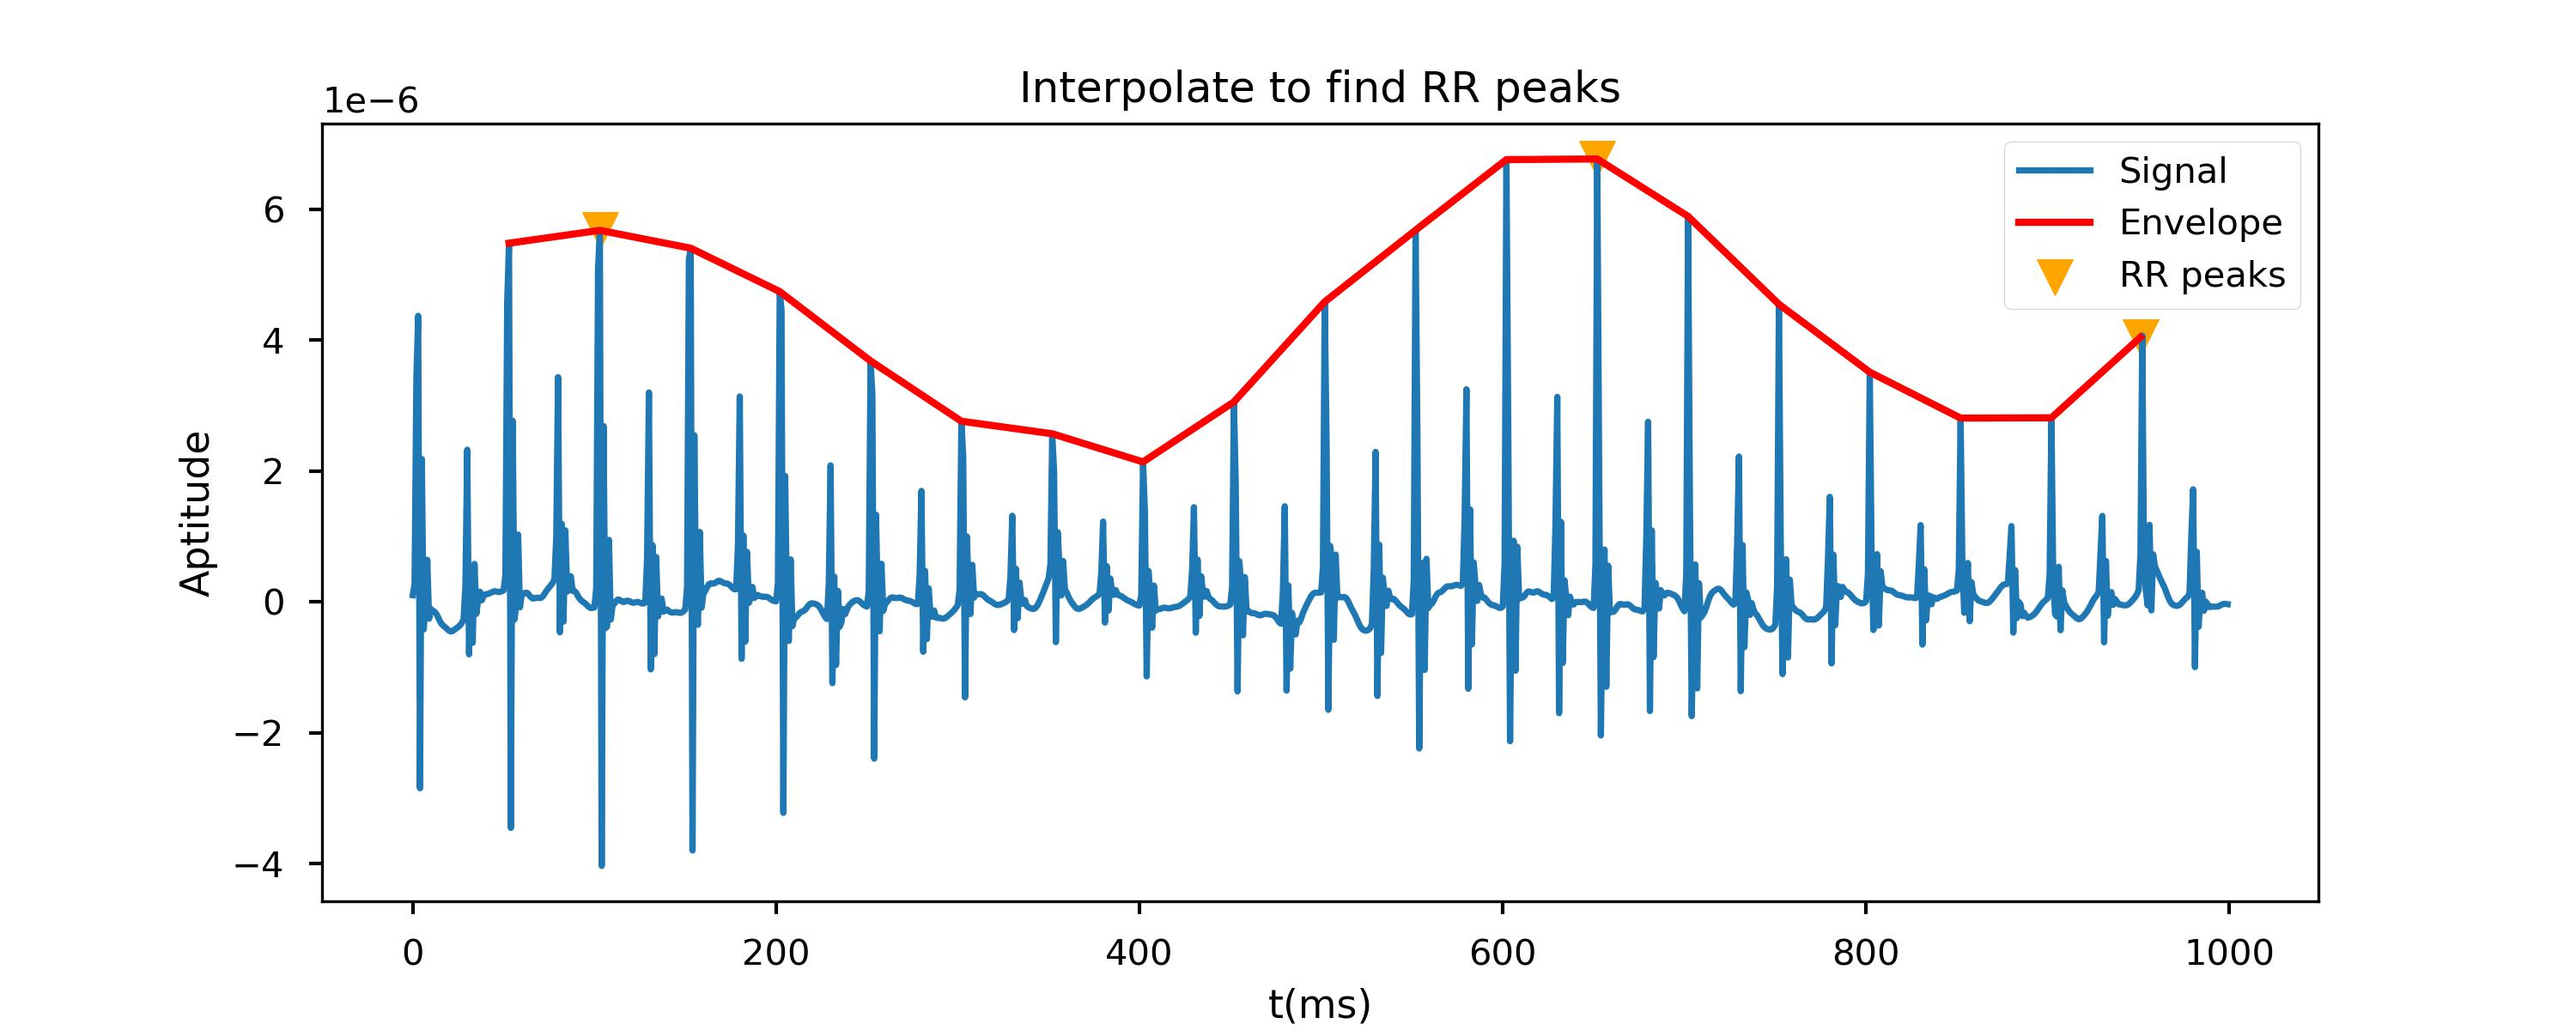 Interpolate to find RR peaks
1e−6
Signal
Envelope
RR peaks
6
4
2
0
−2
−4
Aptitude
0 200 400 600 800 1000
t(ms)